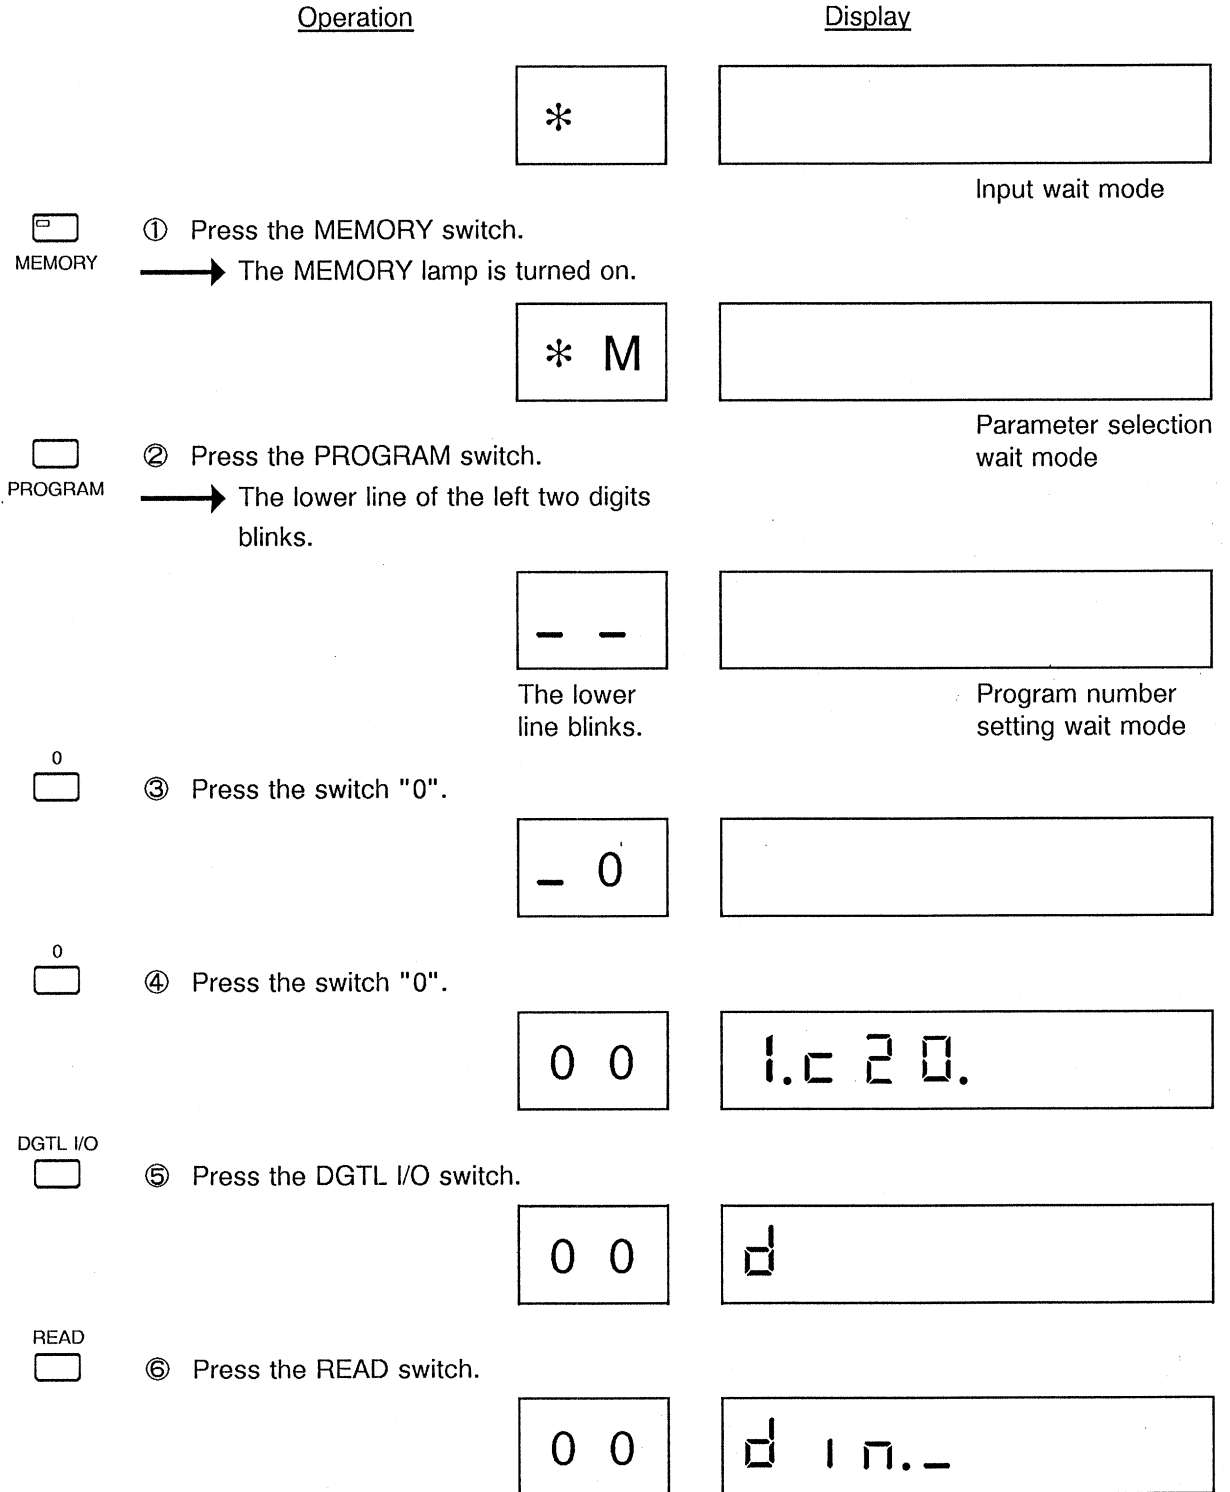 Operation
Display
*
Input wait mode
MEMORY
① Press the MEMORY switch.
The MEMORY lamp is turned on.
* M
Parameter selection
wait mode
PROGRAM
② Press the PROGRAM switch.
The lower line of the left two digits
blinks.
_ _
The lower
line blinks.
Program number
setting wait mode
0
③ Press the switch "0".
_ 0
0
④ Press the switch "0".
0 0
1.c 2 0.
DGTL I/O
⑤ Press the DGTL I/O switch.
0 0
d
READ
⑥ Press the READ switch.
0 0
d i n._